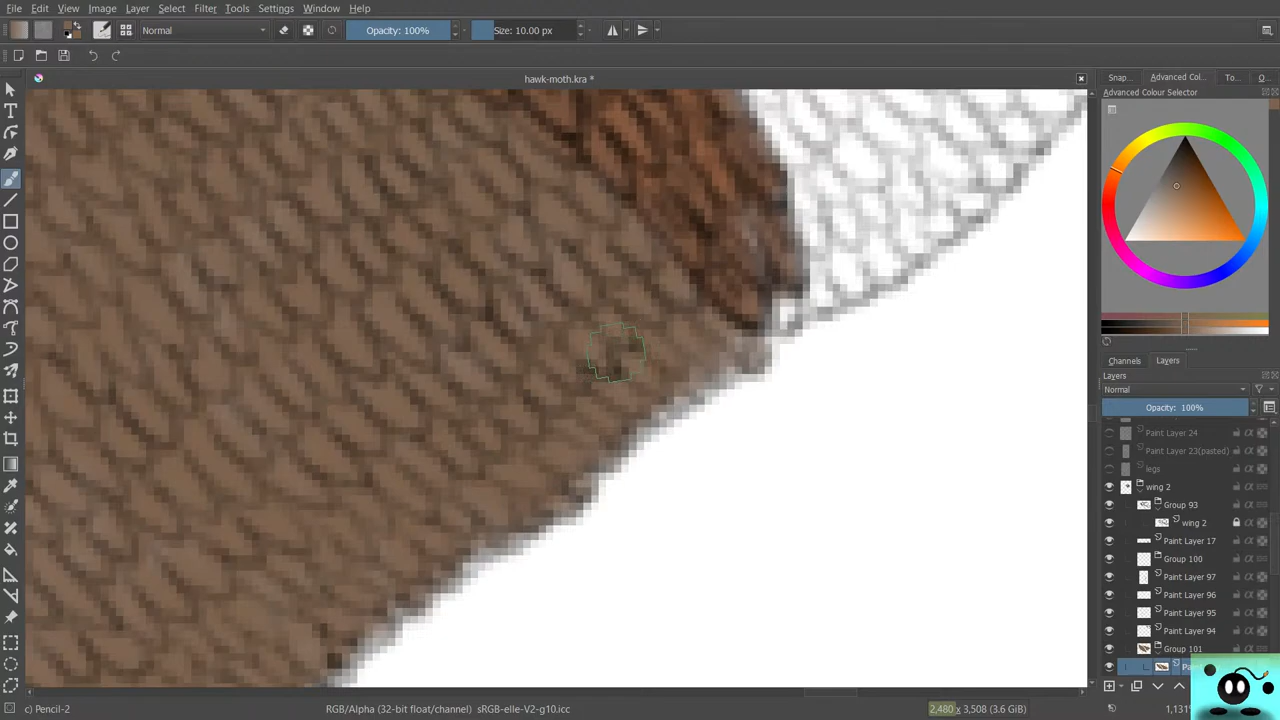 File Edit View Image Layer Select Filter Tools Settings Window Help
Normal Opacity: 100% Size: 10.00 px
hawk-moth.kra *
Snap... Advanced Col... To... O...
Advanced Colour Selector
Channels Layers
Layers
Normal
Opacity: 100%
Paint Layer 24
Paint Layer 23(pasted)
legs
wing 2
Group 93
wing 2
Paint Layer 17
Group 100
Paint Layer 97
Paint Layer 96
Paint Layer 95
Paint Layer 94
Group 101
c) Pencil-2 RGB/Alpha (32-bit float/channel) sRGB-elle-V2-g10.icc 2,480 x 3,508 (3.6 GiB)